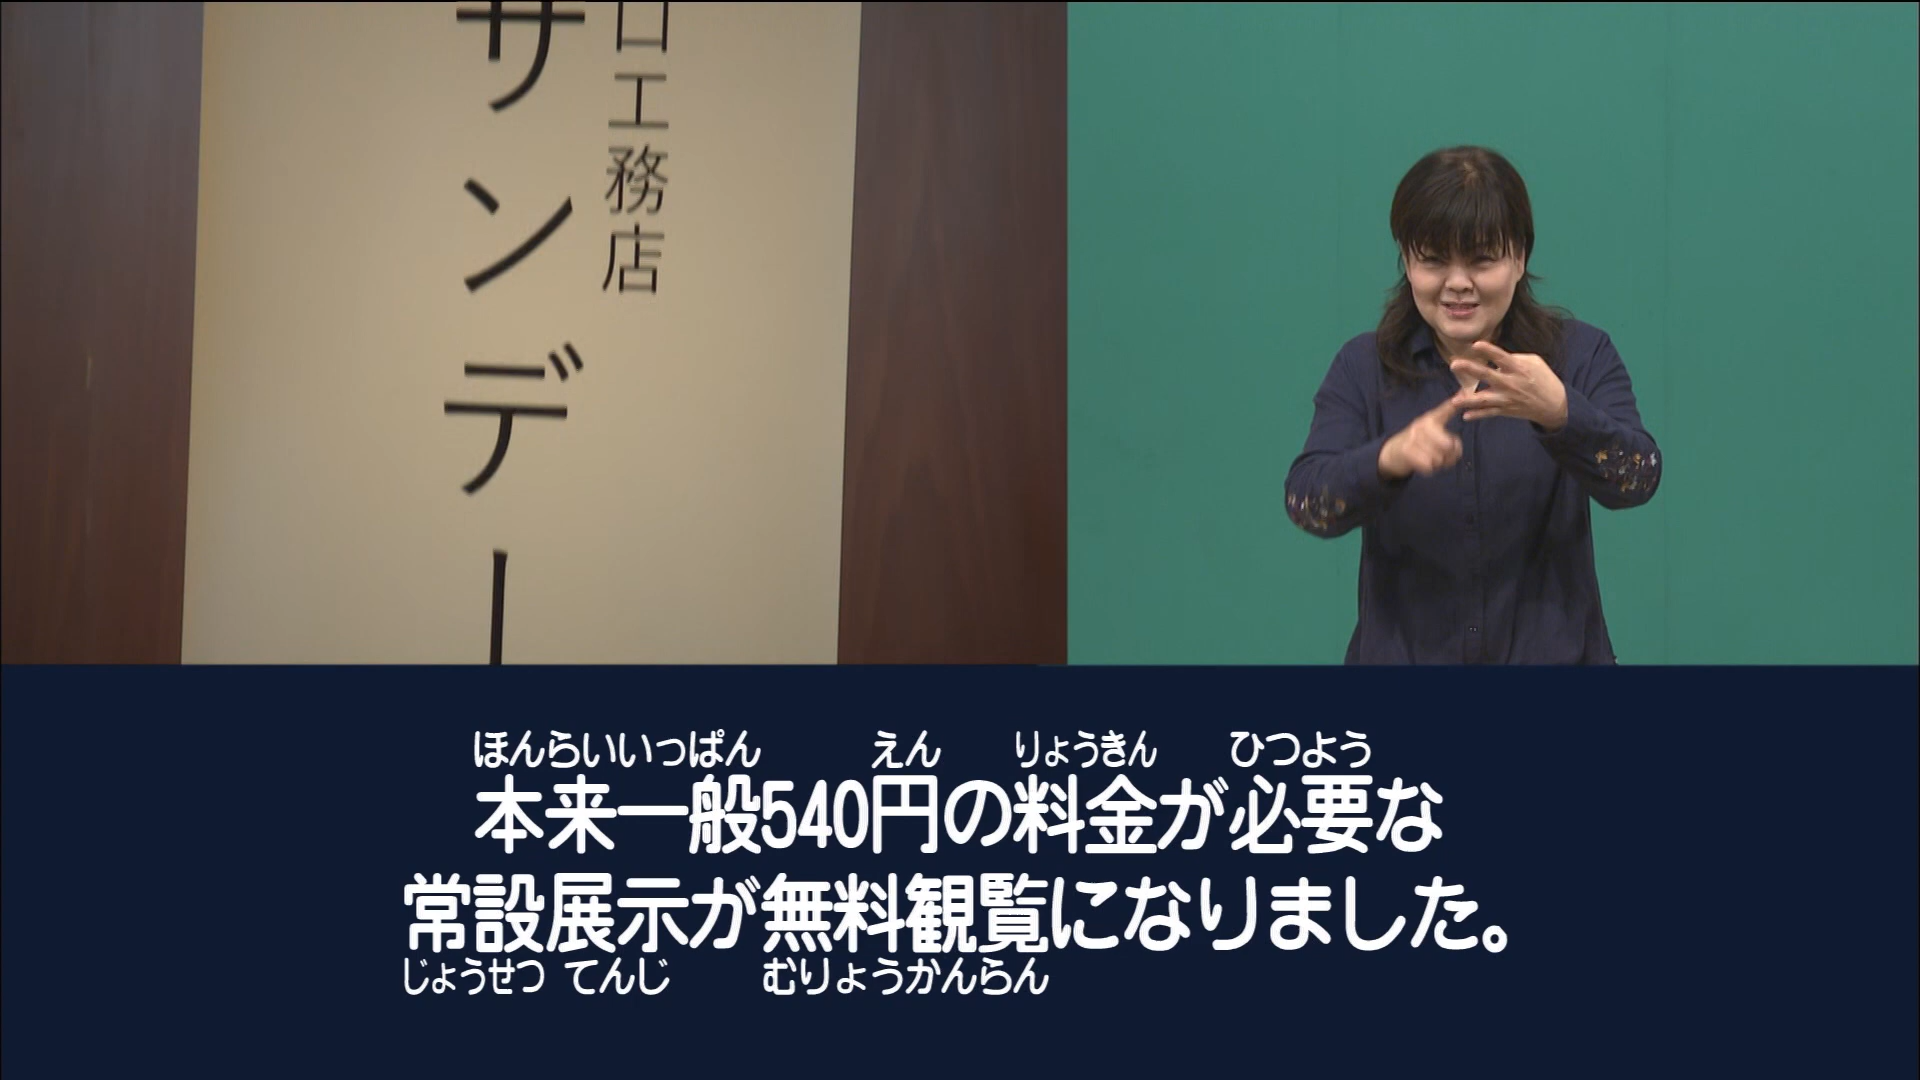 口工務店
サンデー
ほんらいいっぱん えん りょうきん ひつよう
本来一般540円の料金が必要な
常設展示が無料観覧になりました。
じょうせつ てんじ むりょうかんらん